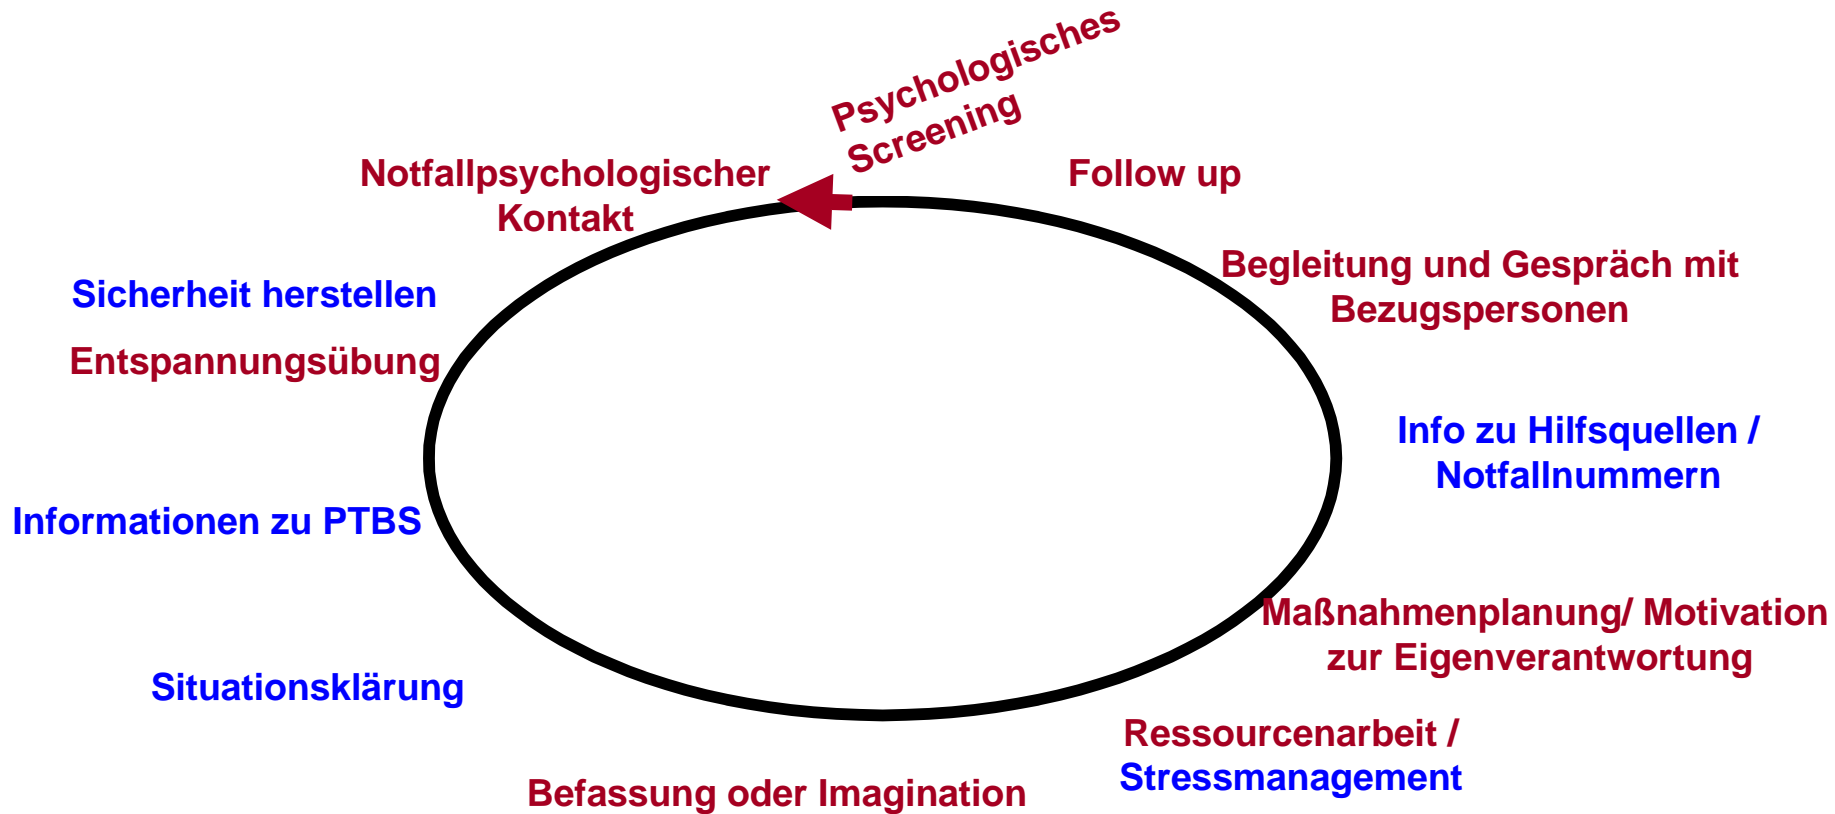 Psychologisches
Screening
Notfallpsychologischer
Kontakt
Follow up
Sicherheit herstellen
Begleitung und Gespräch mit
Bezugspersonen
Entspannungsübung
Info zu Hilfsquellen /
Notfallnummern
Informationen zu PTBS
Maßnahmenplanung/ Motivation
zur Eigenverantwortung
Situationsklärung
Ressourcenarbeit /
Stressmanagement
Befassung oder Imagination